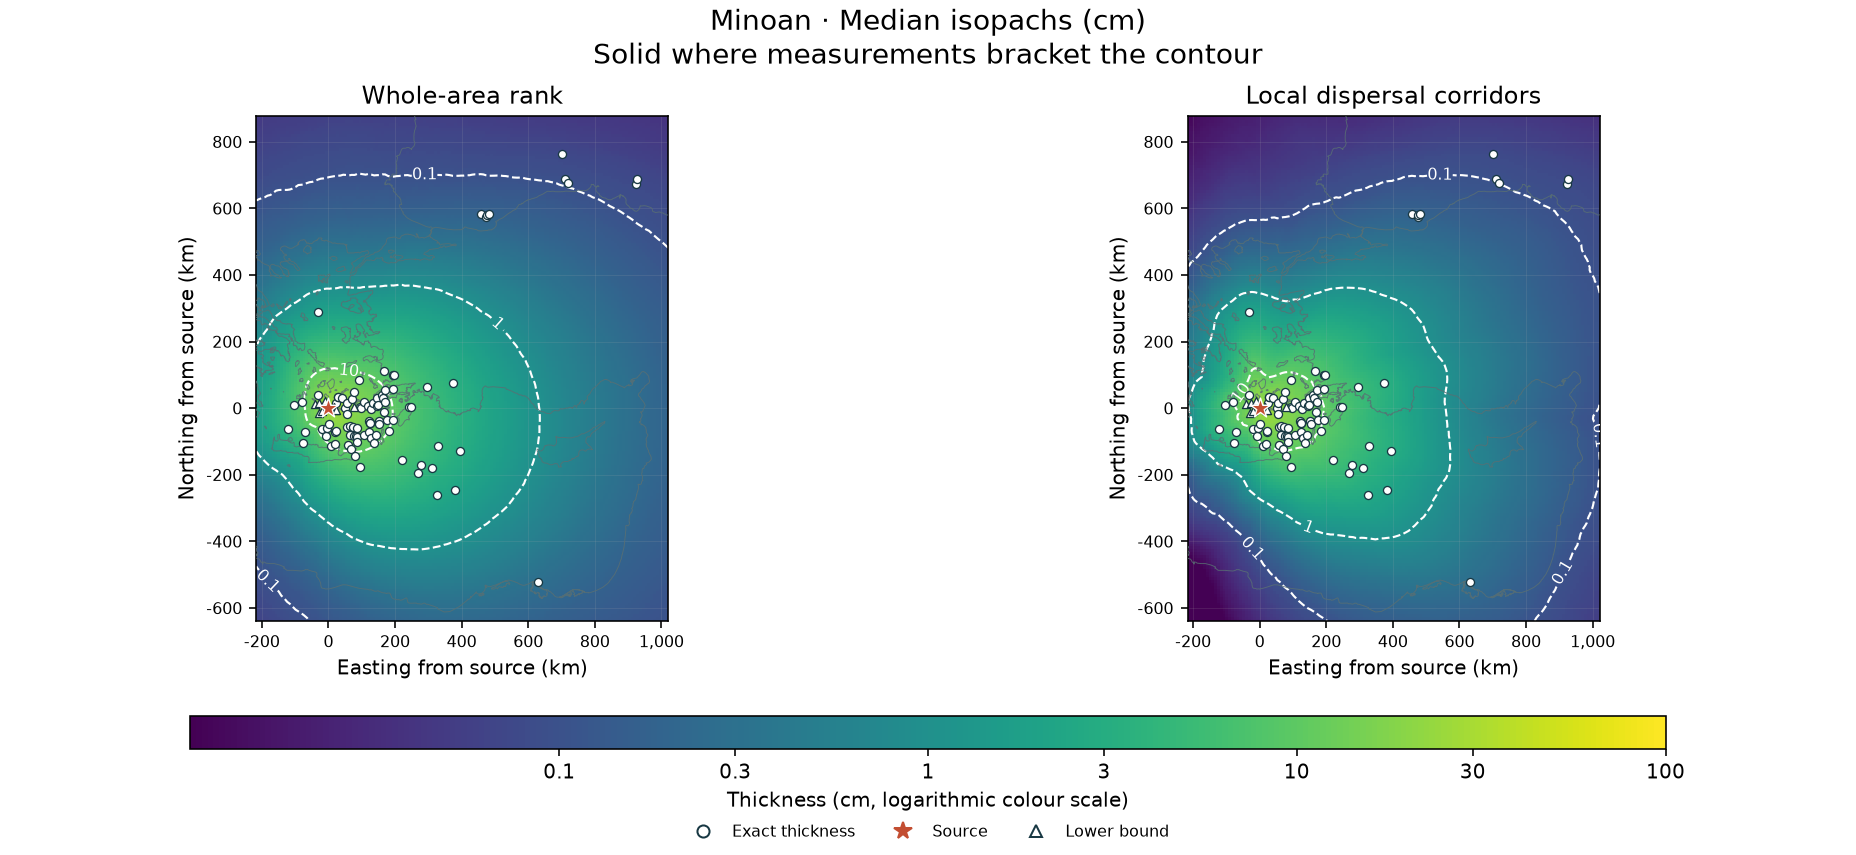 Minoan · Median isopachs (cm)
Solid where measurements bracket the contour
Whole-area rank
Northing from source (km)
800
600
400
200
0
-200
-400
-600
0.1
1
10
0.1
-200 0 200 400 600 800 1,000
Easting from source (km)
Local dispersal corridors
Northing from source (km)
800
600
400
200
0
-200
-400
-600
0.1
1
0.1
0.1
-200 0 200 400 600 800 1,000
Easting from source (km)
0.1 0.3 1 3 10 30 100
Thickness (cm, logarithmic colour scale)
Exact thickness Source Lower bound